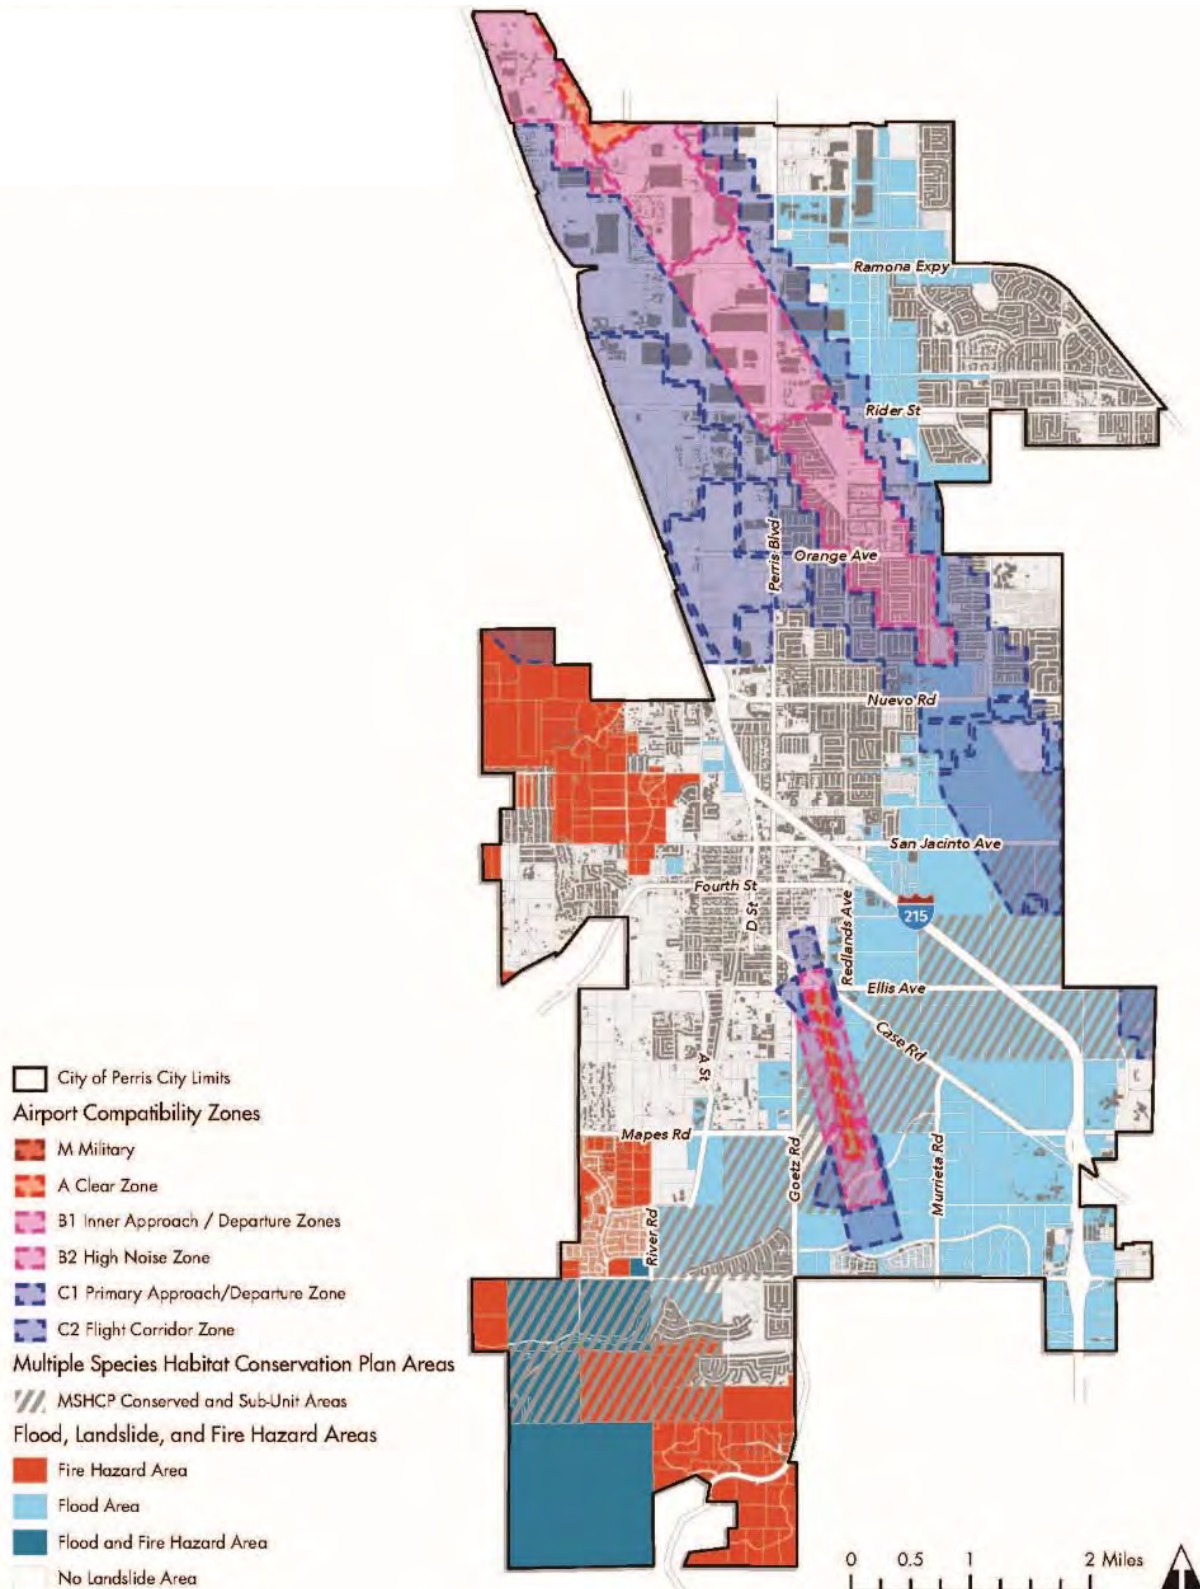 Ramona Expy
Rider St
Perris Blvd
Orange Ave
Nuevo Rd
San Jacinto Ave
Fourth St
D St
Redlands Ave
215
Ellis Ave
Case Rd
A St
Mapes Rd
Goetz Rd
Murrieta Rd
River Rd
City of Perris City Limits
Airport Compatibility Zones
M Military
A Clear Zone
B1 Inner Approach / Departure Zones
B2 High Noise Zone
C1 Primary Approach/Departure Zone
C2 Flight Corridor Zone
Multiple Species Habitat Conservation Plan Areas
MSHCP Conserved and Sub-Unit Areas
Flood, Landslide, and Fire Hazard Areas
Fire Hazard Area
Flood Area
Flood and Fire Hazard Area
No Landslide Area
0 0.5 1 2 Miles